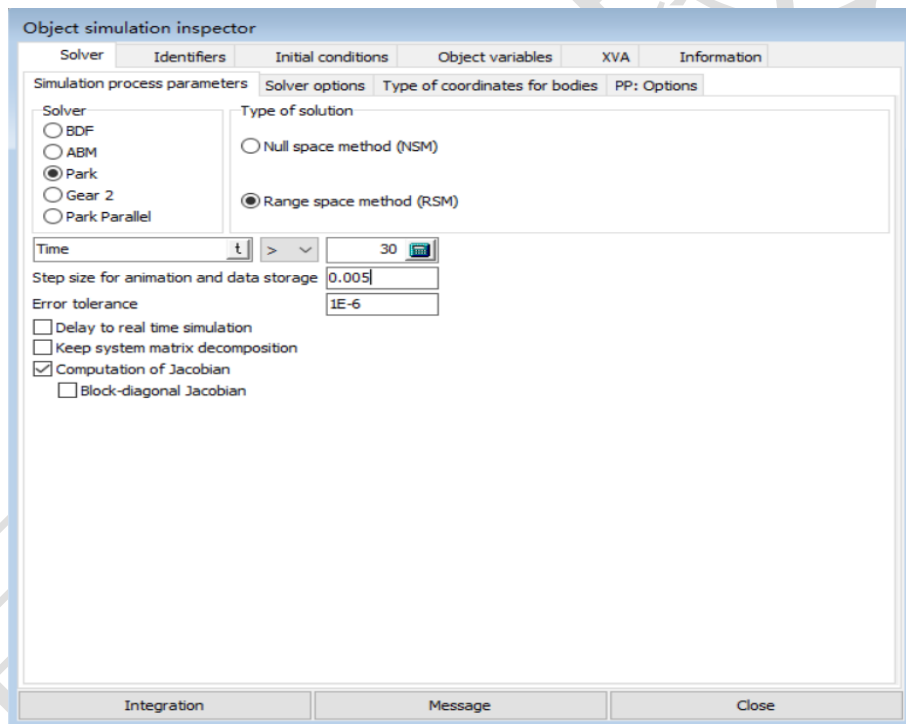 Object simulation inspector
Solver Identifiers Initial conditions Object variables XVA Information
Simulation process parameters Solver options Type of coordinates for bodies PP: Options
Solver Type of solution
BDF
ABM Null space method (NSM)
Park
Gear 2 Range space method (RSM)
Park Parallel
Time t > 30
Step size for animation and data storage 0.005
Error tolerance 1E-6
Delay to real time simulation
Keep system matrix decomposition
Computation of Jacobian
Block-diagonal Jacobian
Integration Message Close